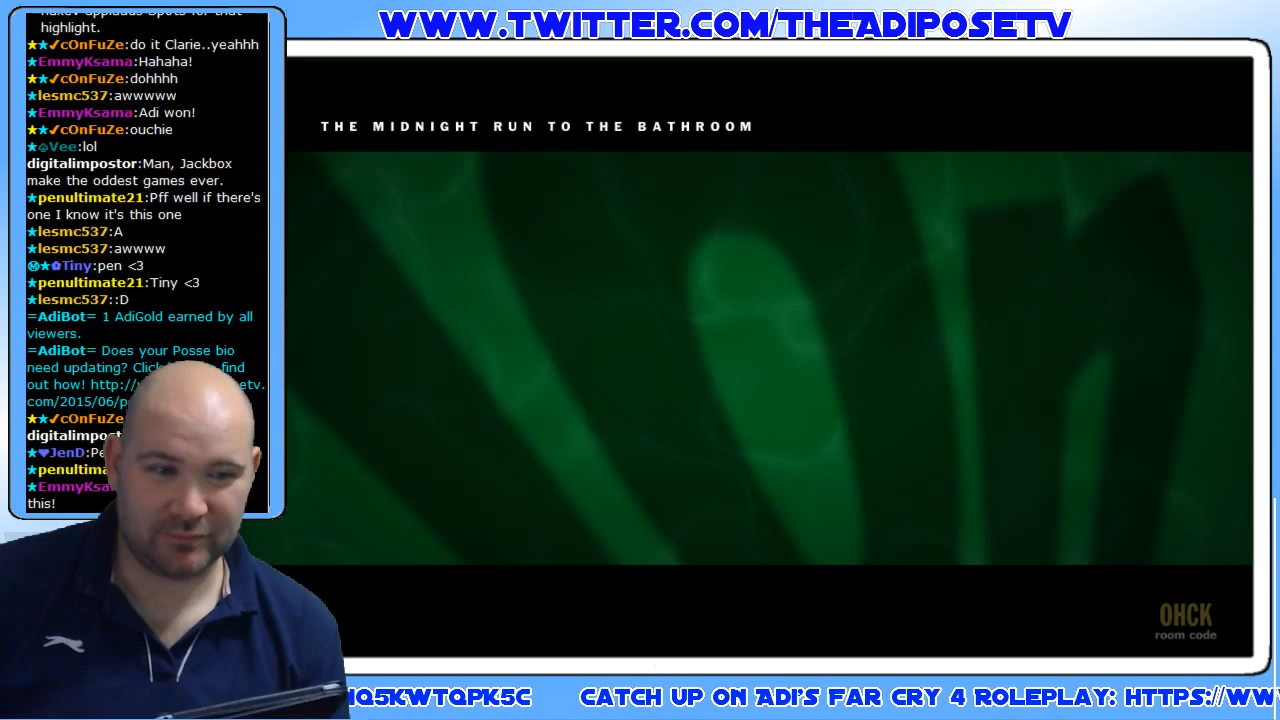 WWW.TWITTER.COM/THEADIPOSETV
highlight.
★★✔cOnFuZe:do it Clarie..yeahhh
★EmmyKsama:Hahaha!
★★✔cOnFuZe:dohhhh
★lesmc537:awwwww
★EmmyKsama:Adi won!
★★✔cOnFuZe:ouchie
★♤Vee:lol
digitalimpostor:Man, Jackbox
make the oddest games ever.
★penultimate21:Pff well if there's
one I know it's this one
★lesmc537:A
★lesmc537:awwww
Ⓜ★✿Tiny:pen <3
★penultimate21:Tiny <3
★lesmc537::D
=AdiBot= 1 AdiGold earned by all
viewers.
=AdiBot= Does your Posse bio
need updating? Click find
out how! http:// etv.
com/2015/06/p
★★✔cOnFuZe
digitalimpost
★♥JenD:Pe
★penultima
★EmmyKsa
this!
THE MIDNIGHT RUN TO THE BATHROOM
OHCK
room code
Q5KWTQPK5C CATCH UP ON ADI'S FAR CRY 4 ROLEPLAY: HTTPS://WW